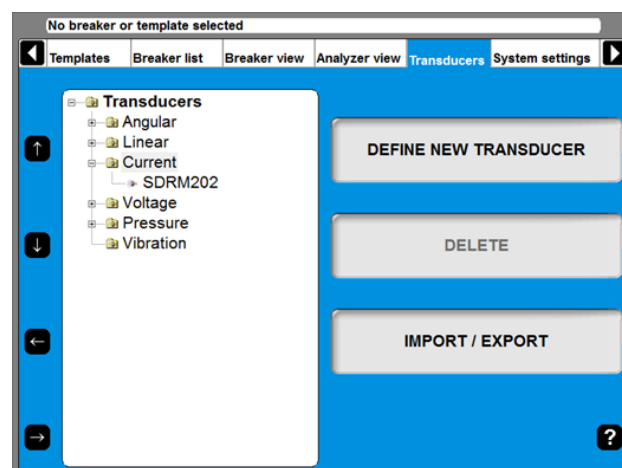 No breaker or template selected
Templates Breaker list Breaker view Analyzer view Transducers System settings
Transducers
Angular
Linear
Current
SDRM202
Voltage
Pressure
Vibration
DEFINE NEW TRANSDUCER
DELETE
IMPORT / EXPORT
?